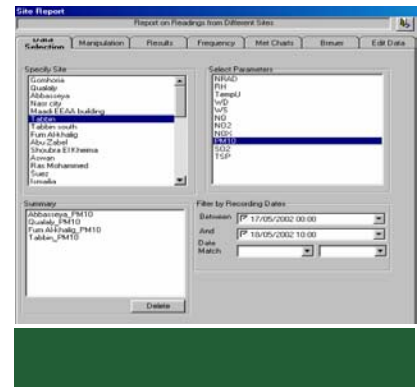 Site Report
Report on Readings from Different Sites
Data Selection
Manipulation
Results
Frequency
Met Charts
Breuer
Edit Data
Specify Site
Gomhoria
Qualaly
Abbasseya
Nasr city
Maadi EEAA building
Tabbin
Tabbin south
Fum Al-khalig
Abu Zabel
Shoubra El Kheima
Aswan
Ras Mohammed
Suez
Ismailia
Select Parameters
NRAD
RH
TempU
WD
WS
NO
NO2
NOX
PM10
SO2
TSP
Summary
Abbasseya_PM10
Qualaly_PM10
Fum Al-khalig_PM10
Tabbin_PM10
Delete
Filter by Recording Dates
Between
17/05/2002 00:00
And
18/05/2002 10:00
Date
Match